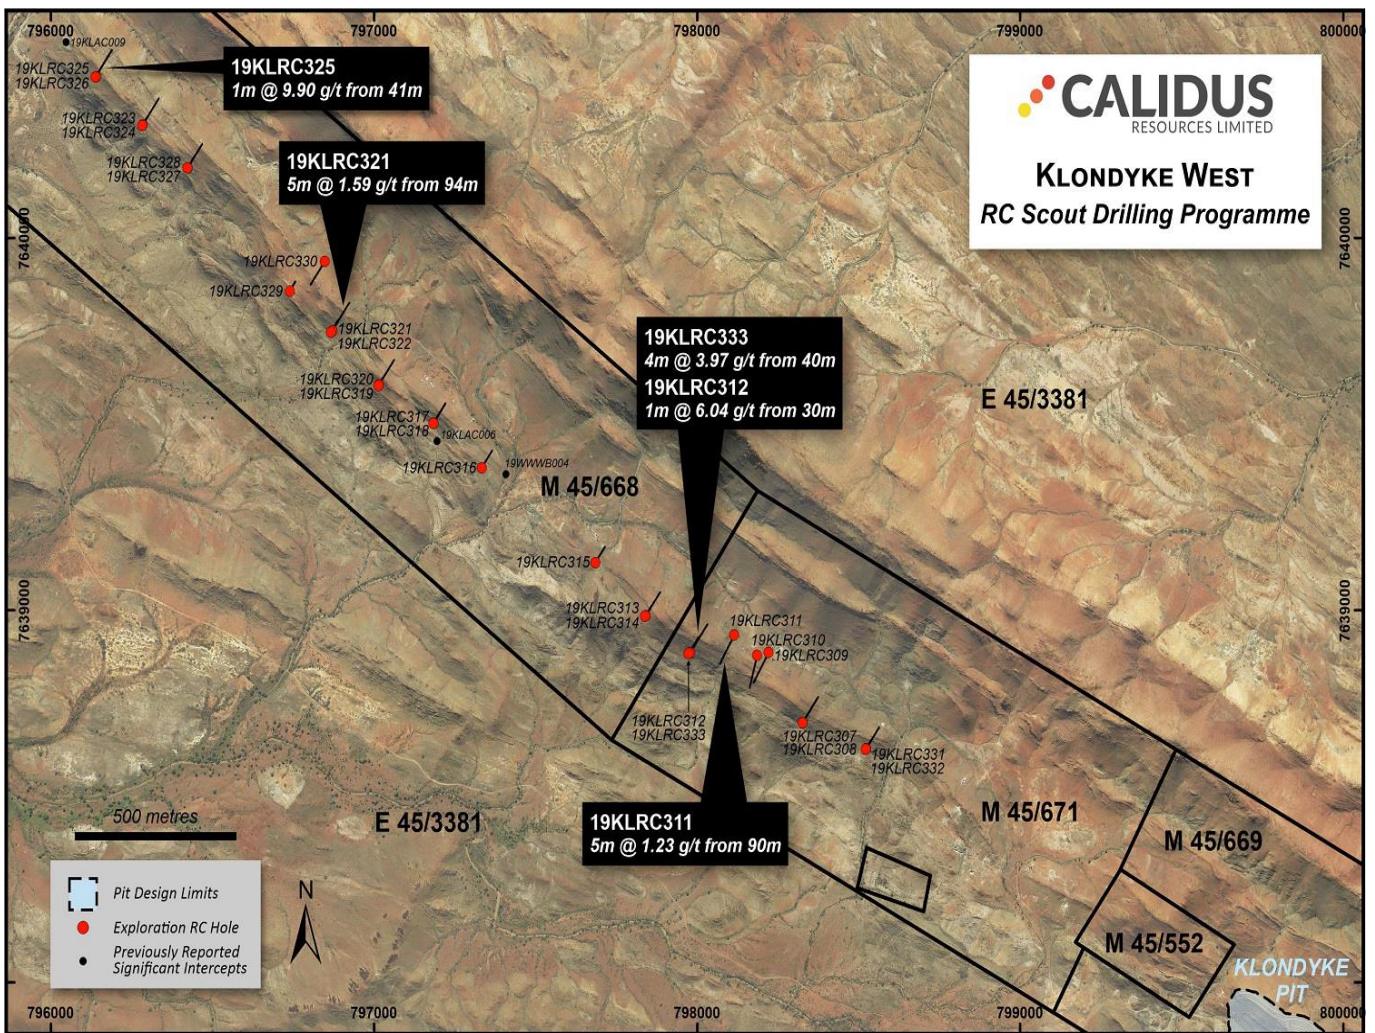 796000
797000
798000
799000
800000
19KLAC009
19KLRC325
19KLRC326
19KLRC325
1m @ 9.90 g/t from 41m
CALIDUS
RESOURCES LIMITED
KLONDYKE WEST
RC Scout Drilling Programme
19KLRC323
19KLRC324
19KLRC328
19KLRC327
19KLRC321
5m @ 1.59 g/t from 94m
7640000
7640000
19KLRC330
19KLRC329
19KLRC321
19KLRC322
19KLRC333
4m @ 3.97 g/t from 40m
19KLRC312
1m @ 6.04 g/t from 30m
19KLRC320
19KLRC319
E 45/3381
19KLRC317
19KLRC318
19KLAC006
19KLRC316
19WWWB004
M 45/668
19KLRC315
19KLRC313
19KLRC314
7639000
7639000
19KLRC311
19KLRC310
19KLRC309
19KLRC312
19KLRC333
19KLRC307
19KLRC308
19KLRC331
19KLRC332
500 metres
E 45/3381
19KLRC311
5m @ 1.23 g/t from 90m
M 45/671
M 45/669
M 45/552
N
Pit Design Limits
Exploration RC Hole
Previously Reported
Significant Intercepts
KLONDYKE
PIT
796000
797000
798000
799000
800000